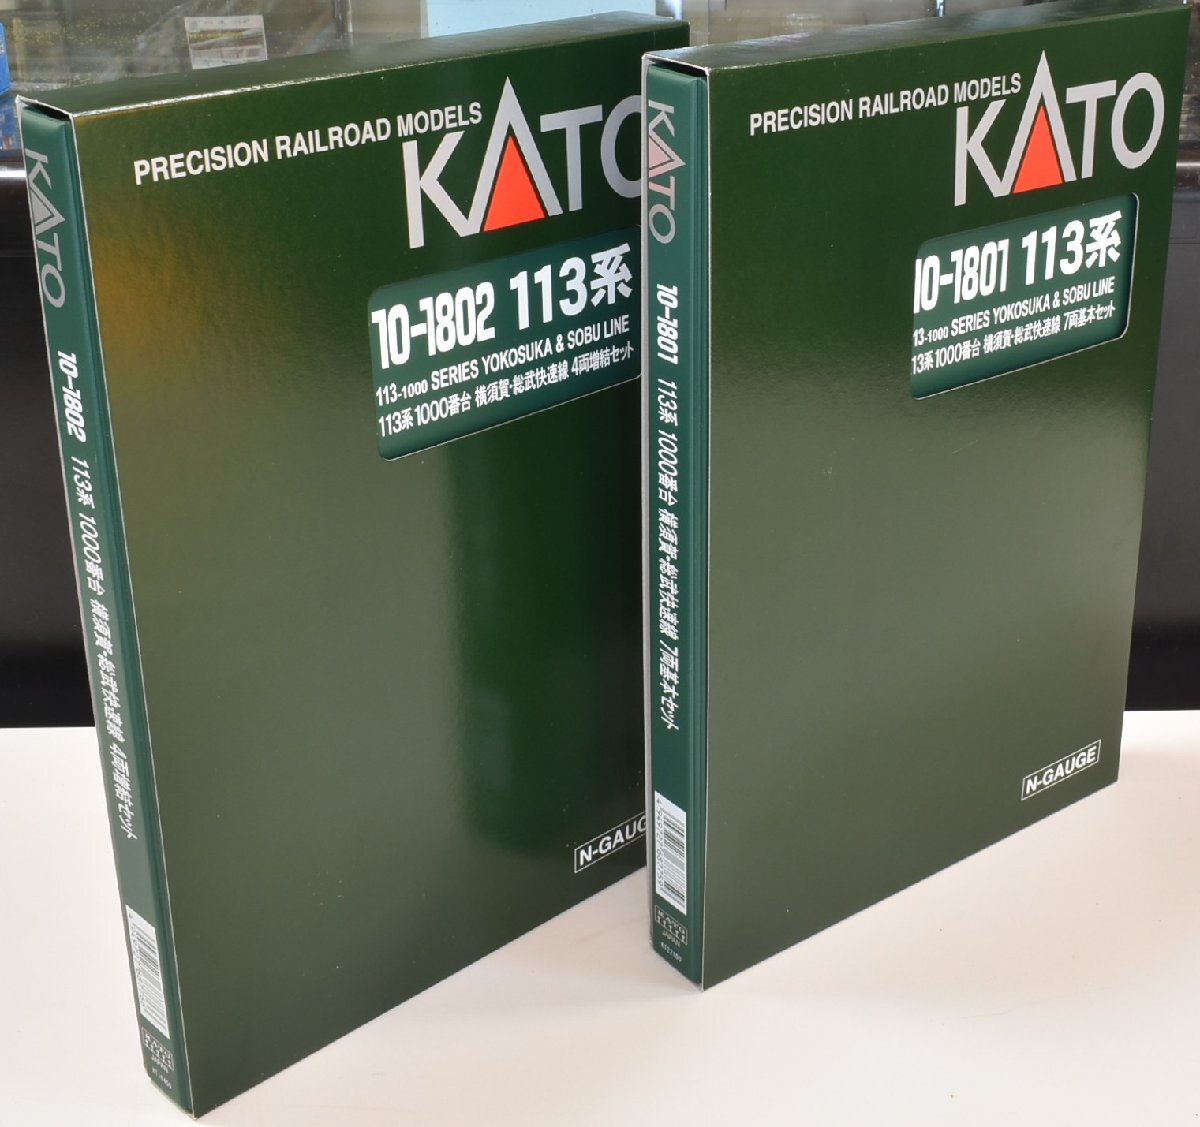 PRECISION RAILROAD MODELS
KATO
10-1802 113系
113-1000 SERIES YOKOSUKA & SOBU LINE
113系1000番台 横須賀・総武快速線 4両増結セット
N-GAUG
KATO
10-1802 113系 1000番台 横須賀・総武快速線 4両増結セット
JAPAN
PRECISION RAILROAD MODELS
KATO
10-1801 113系
13-1000 SERIES YOKOSUKA & SOBU LINE
13系1000番台 横須賀・総武快速線 7両基本セット
N-GAUGE
KATO
10-1801 113系 1000番台 横須賀・総武快速線 7両基本セット
KATO
JAPAN